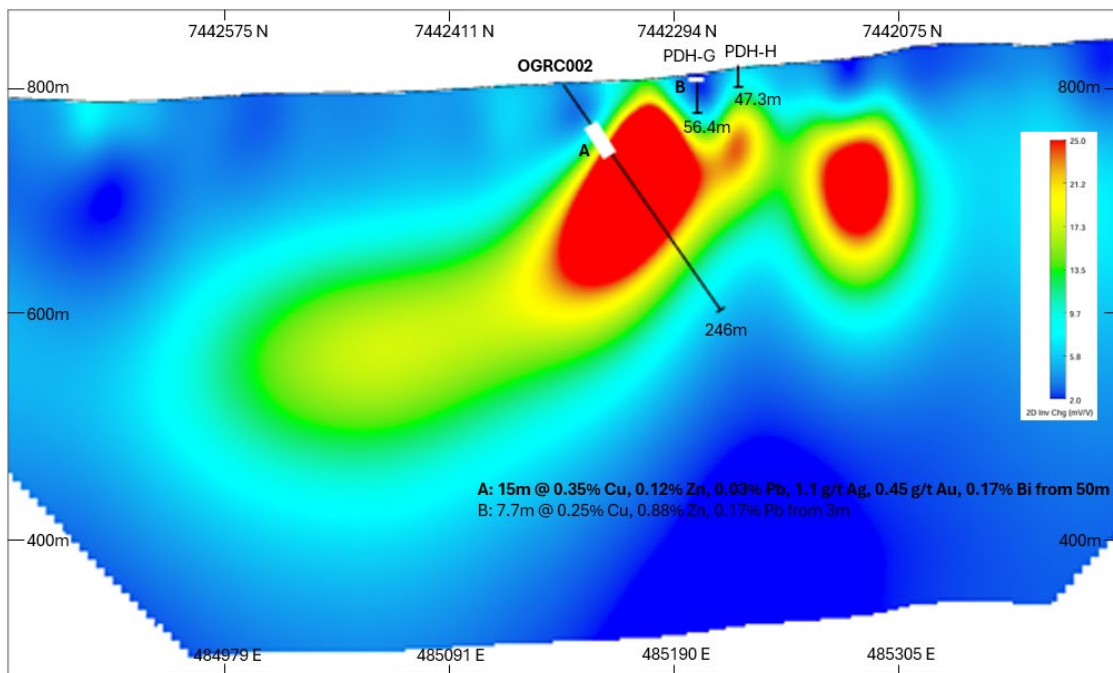 7442575 N 7442411 N 7442294 N 7442075 N
OGRC002 PDH-G PDH-H
800m B 47.3m 800m
56.4m
A
25.0
21.2
17.3
13.5
9.7
5.8
2.0
2D Inv Chg (mV/V)
600m
246m
A: 15m @ 0.35% Cu, 0.12% Zn, 0.03% Pb, 1.1 g/t Ag, 0.45 g/t Au, 0.17% Bi from 50m
B: 7.7m @ 0.25% Cu, 0.88% Zn, 0.17% Pb from 3m
400m 400m
484979 E 485091 E 485190 E 485305 E